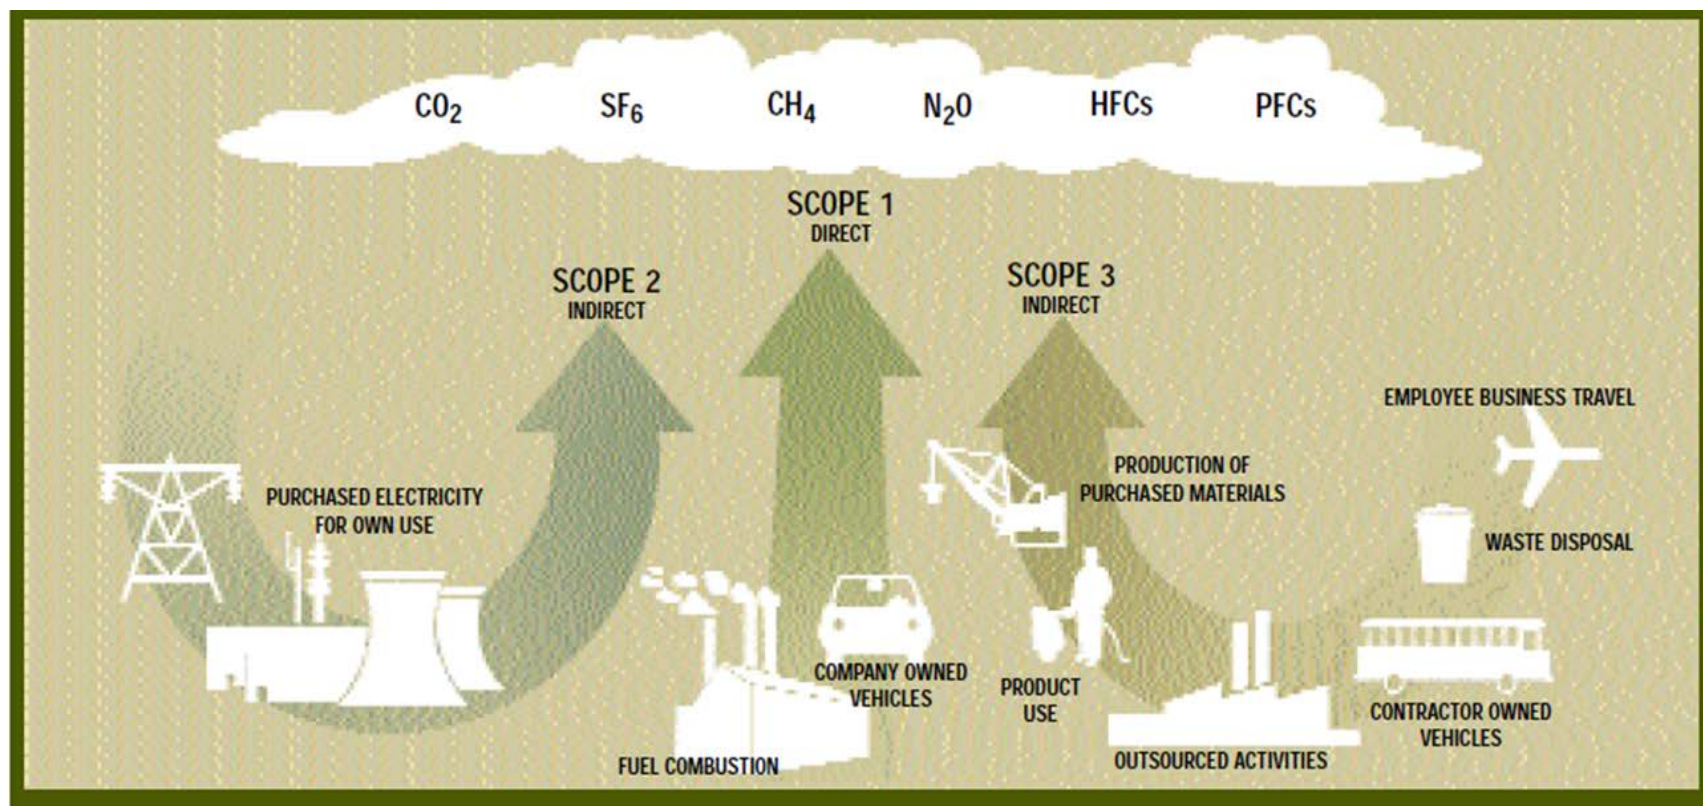 CO₂ SF₆ CH₄ N₂O HFCs PFCs
SCOPE 1
DIRECT
SCOPE 2
INDIRECT
SCOPE 3
INDIRECT
EMPLOYEE BUSINESS TRAVEL
PURCHASED ELECTRICITY
FOR OWN USE
PRODUCTION OF
PURCHASED MATERIALS
WASTE DISPOSAL
COMPANY OWNED
VEHICLES
PRODUCT
USE
CONTRACTOR OWNED
VEHICLES
FUEL COMBUSTION
OUTSOURCED ACTIVITIES